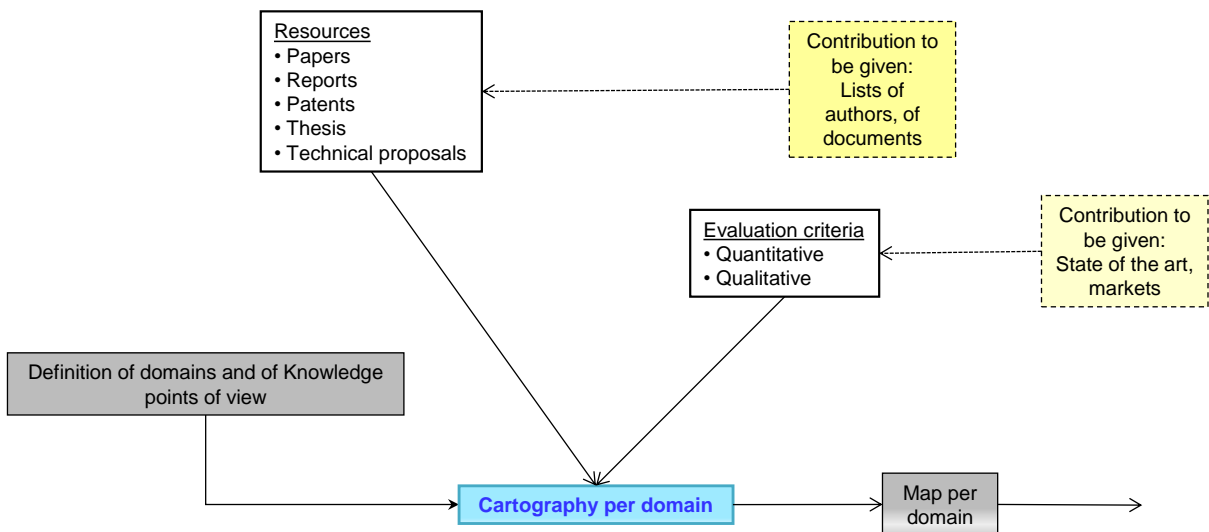 Resources
• Papers
• Reports
• Patents
• Thesis
• Technical proposals
Contribution to
be given:
Lists of
authors, of
documents
Evaluation criteria
• Quantitative
• Qualitative
Contribution to
be given:
State of the art,
markets
Definition of domains and of Knowledge
points of view
Cartography per domain
Map per
domain